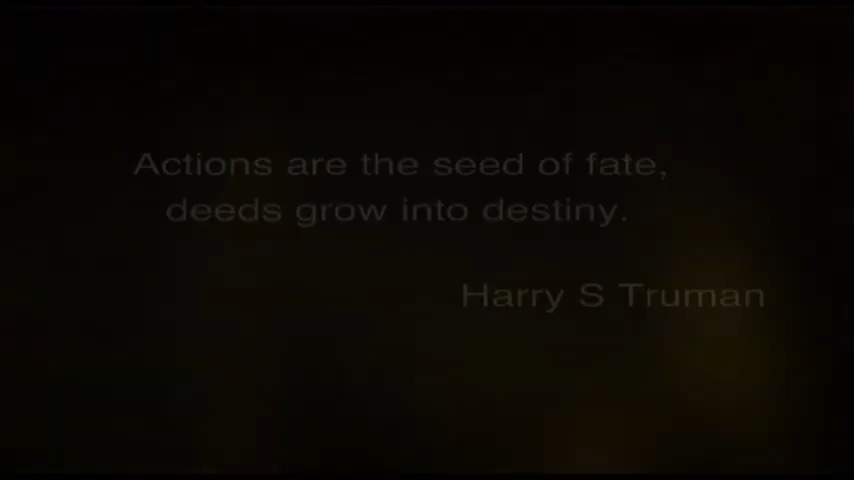 Actions are the seed of fate,
deeds grow into destiny.
Harry S Truman